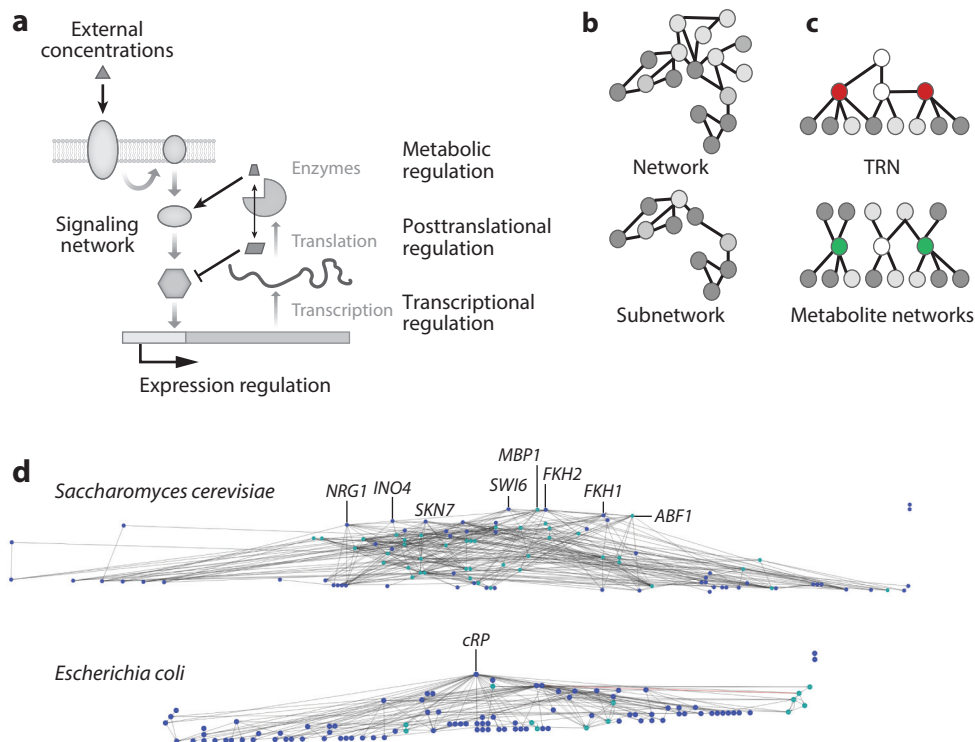 a
External
concentrations
Signaling
network
Enzymes
Translation
Transcription
Metabolic
regulation
Posttranslational
regulation
Transcriptional
regulation
Expression regulation
b
Network
Subnetwork
c
TRN
Metabolite networks
d
Saccharomyces cerevisiae
NRG1
INO4
SKN7
SWI6
MBP1
FKH2
FKH1
ABF1
Escherichia coli
cRP